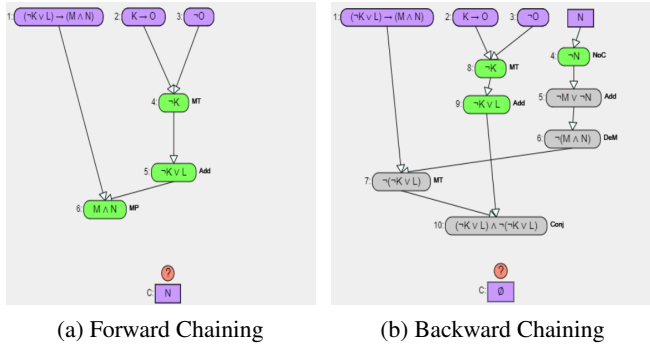 1: (¬K ∨ L) → (M ∧ N) 2: K → O 3: ¬O
4: ¬K MT
5: ¬K ∨ L Add
6: M ∧ N MP
?
C: N
(a) Forward Chaining
1: (¬K ∨ L) → (M ∧ N) 2: K → O 3: ¬O N
4: ¬N NoC
8: ¬K MT
5: ¬M ∨ ¬N Add
9: ¬K ∨ L Add
6: ¬(M ∧ N) DeM
7: ¬(¬K ∨ L) MT
10: (¬K ∨ L) ∧ ¬(¬K ∨ L) Conj
?
C: Ø
(b) Backward Chaining